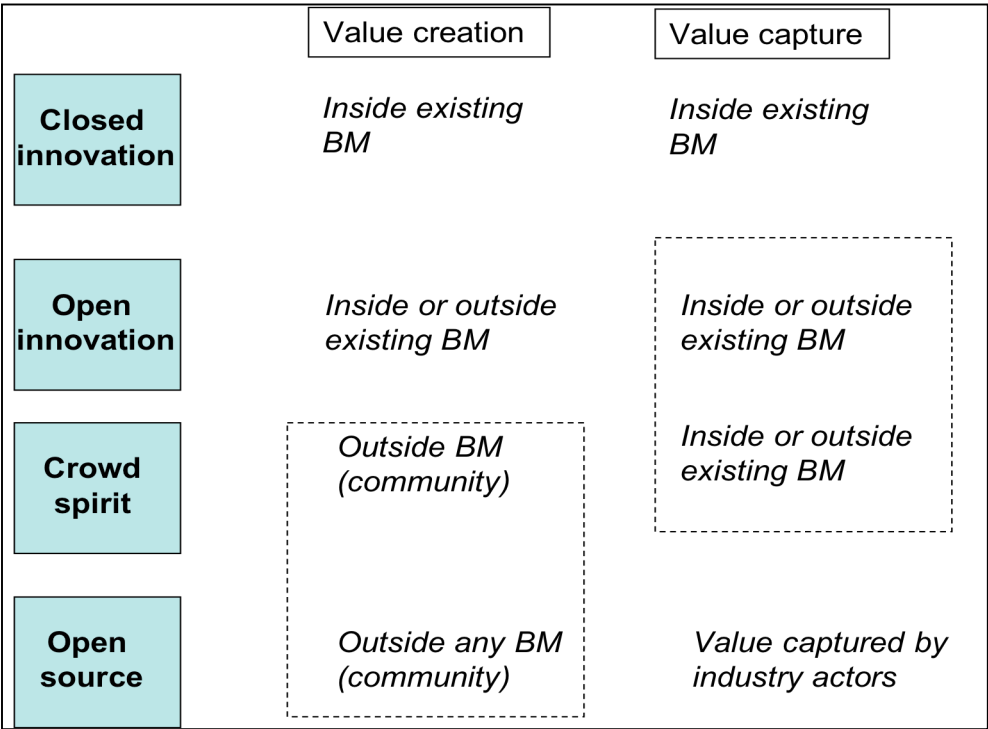 Value creation
Value capture
Closed
innovation
Inside existing
BM
Inside existing
BM
Open
innovation
Inside or outside
existing BM
Inside or outside
existing BM
Crowd
spirit
Outside BM
(community)
Inside or outside
existing BM
Open
source
Outside any BM
(community)
Value captured by
industry actors